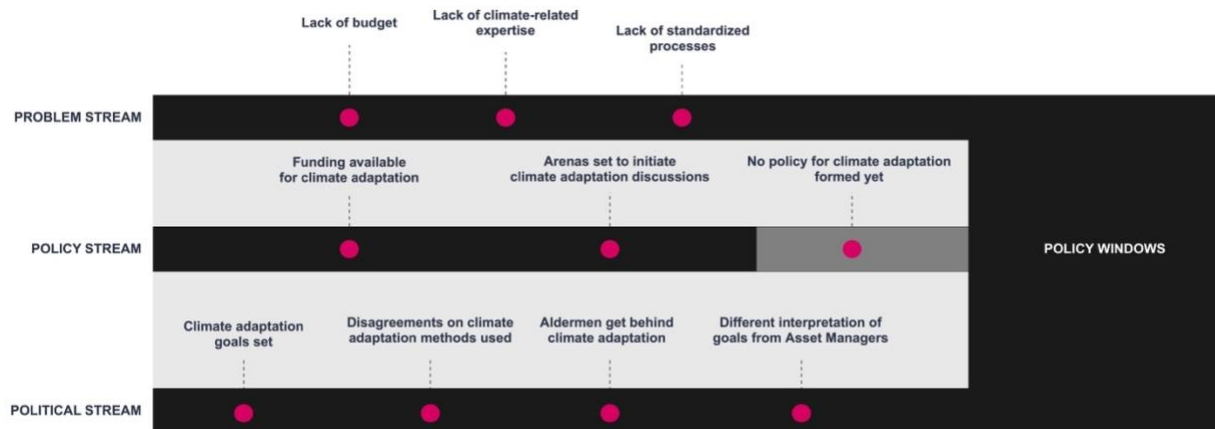 Lack of budget
Lack of climate-related
expertise
Lack of standardized
processes
PROBLEM STREAM
Funding available
for climate adaptation
Arenas set to initiate
climate adaptation discussions
No policy for climate adaptation
formed yet
POLICY STREAM
POLICY WINDOWS
Climate adaptation
goals set
Disagreements on climate
adaptation methods used
Aldermen get behind
climate adaptation
Different interpretation of
goals from Asset Managers
POLITICAL STREAM